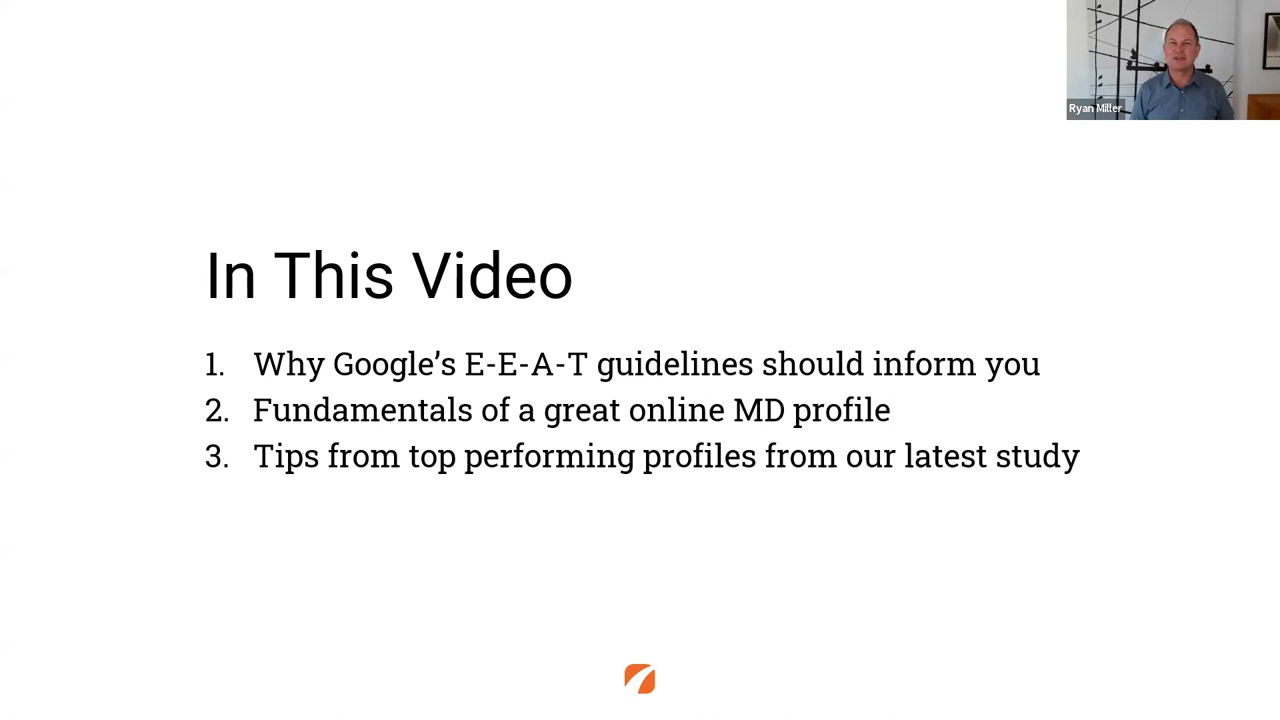 Ryan Miller
In This Video
1. Why Google’s E-E-A-T guidelines should inform you
2. Fundamentals of a great online MD profile
3. Tips from top performing profiles from our latest study